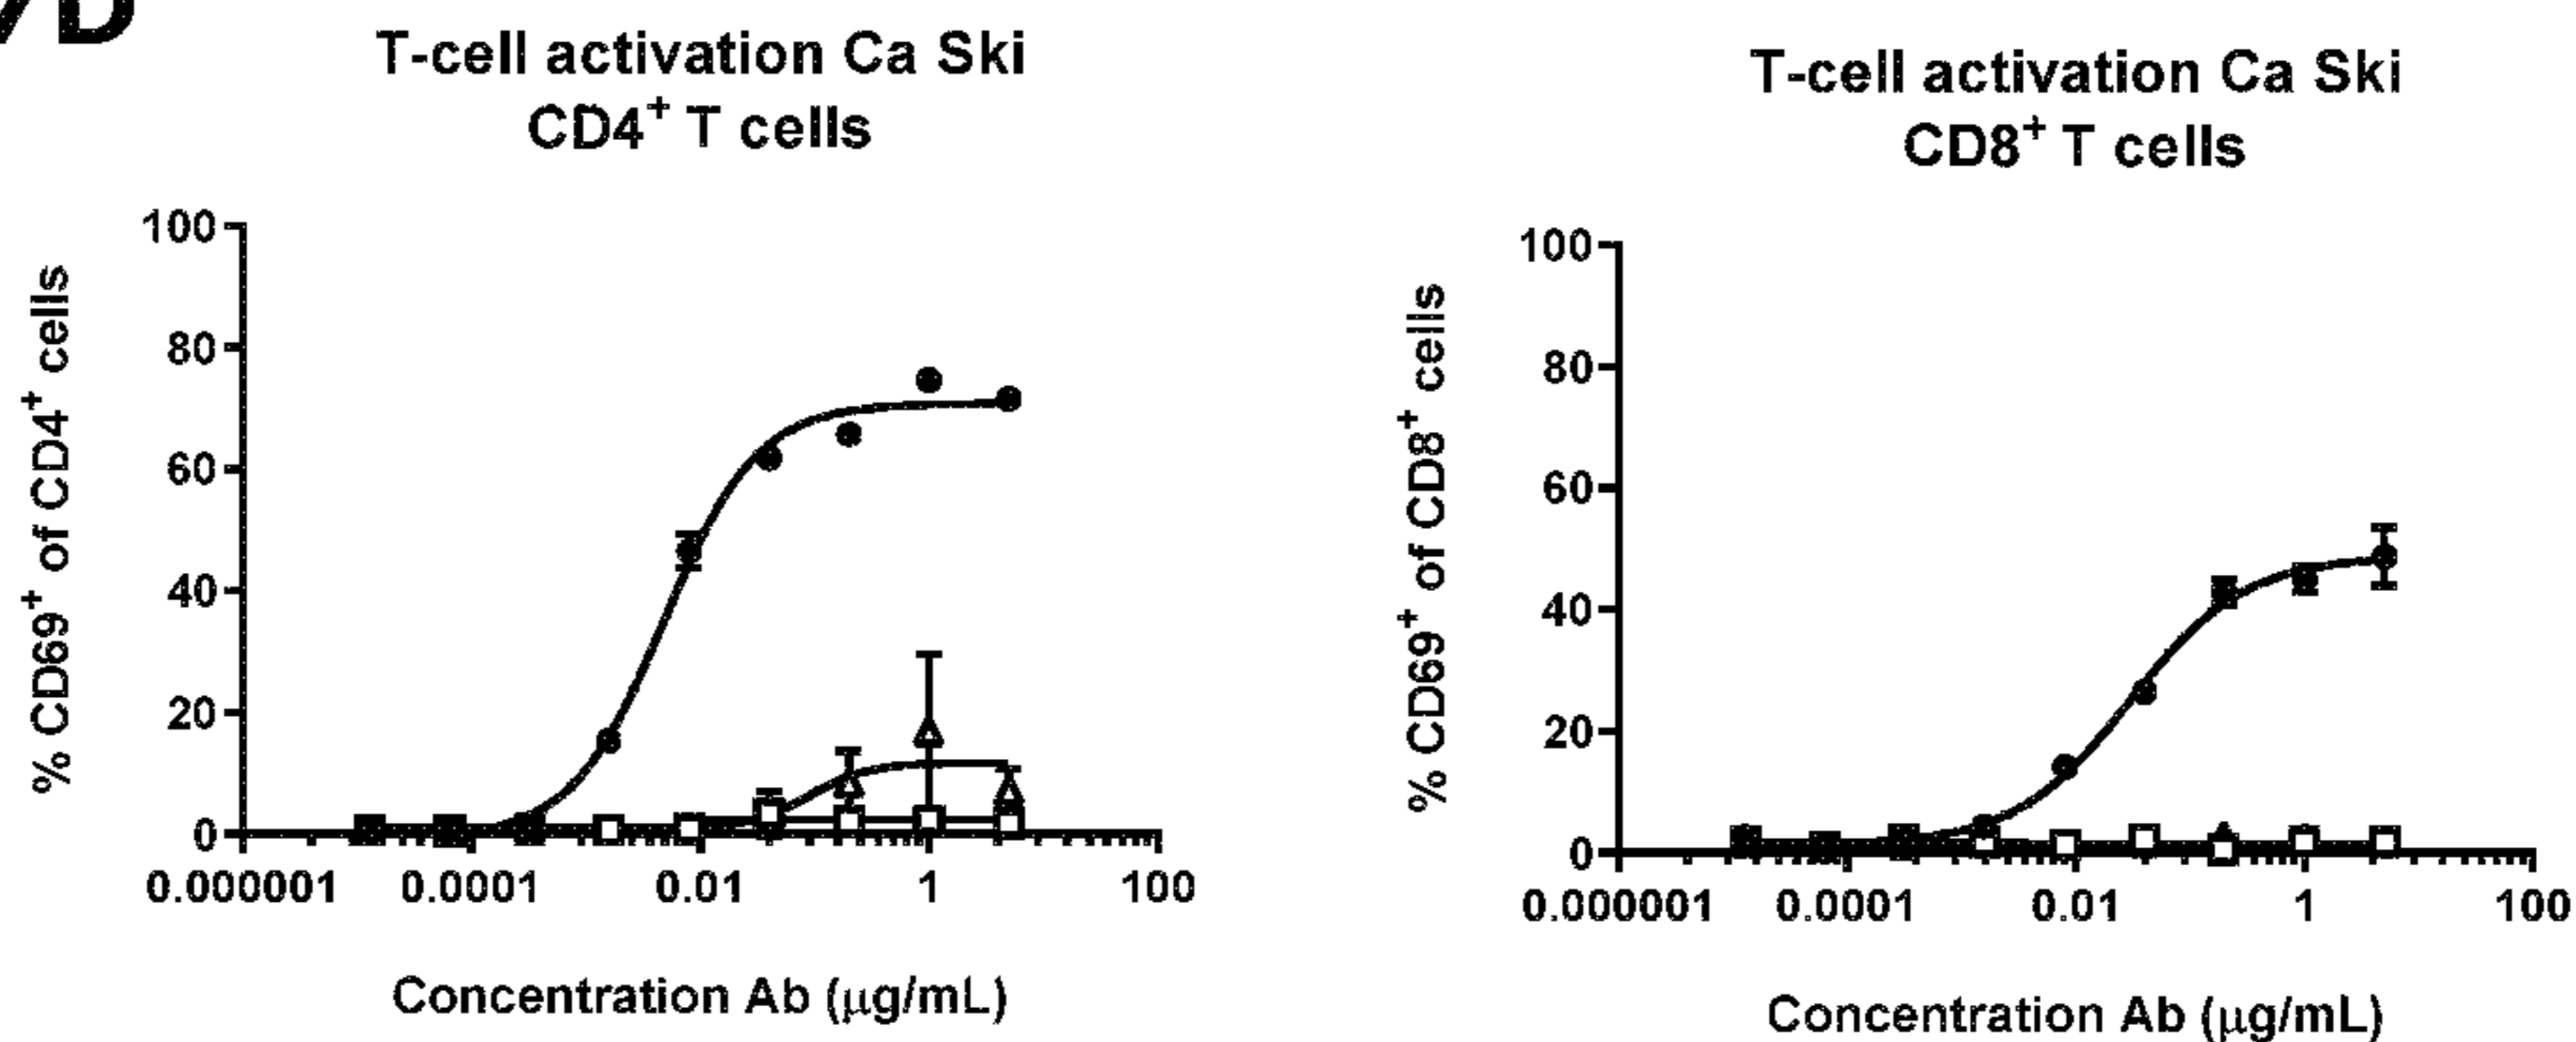 T-cell activation Ca Ski
CD4⁺ T cells
100
80
60
40
20
0
% CD69⁺ of CD4⁺ cells
0.000001 0.0001 0.01 1 100
Concentration Ab (μg/mL)
T-cell activation Ca Ski
CD8⁺ T cells
100
80
60
40
20
0
% CD69⁺ of CD8⁺ cells
0.000001 0.0001 0.01 1 100
Concentration Ab (μg/mL)